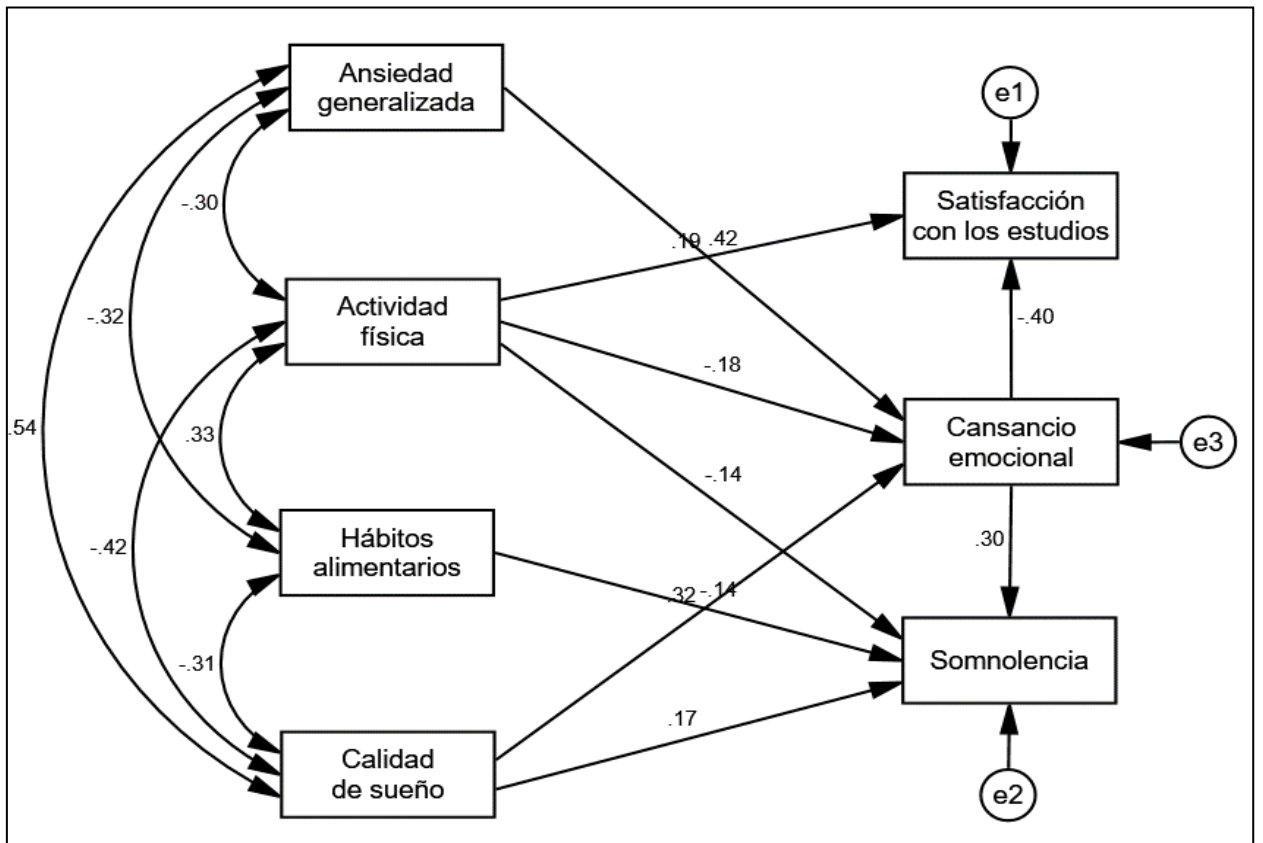 Ansiedad
generalizada
e1
Satisfacción
con los estudios
-.30
.19
.42
Actividad
física
-.32
-.40
-.18
Cansancio
emocional
e3
.54
.33
-.14
Hábitos
alimentarios
-.42
.30
.32
-.14
-.31
Somnolencia
.17
Calidad
de sueño
e2